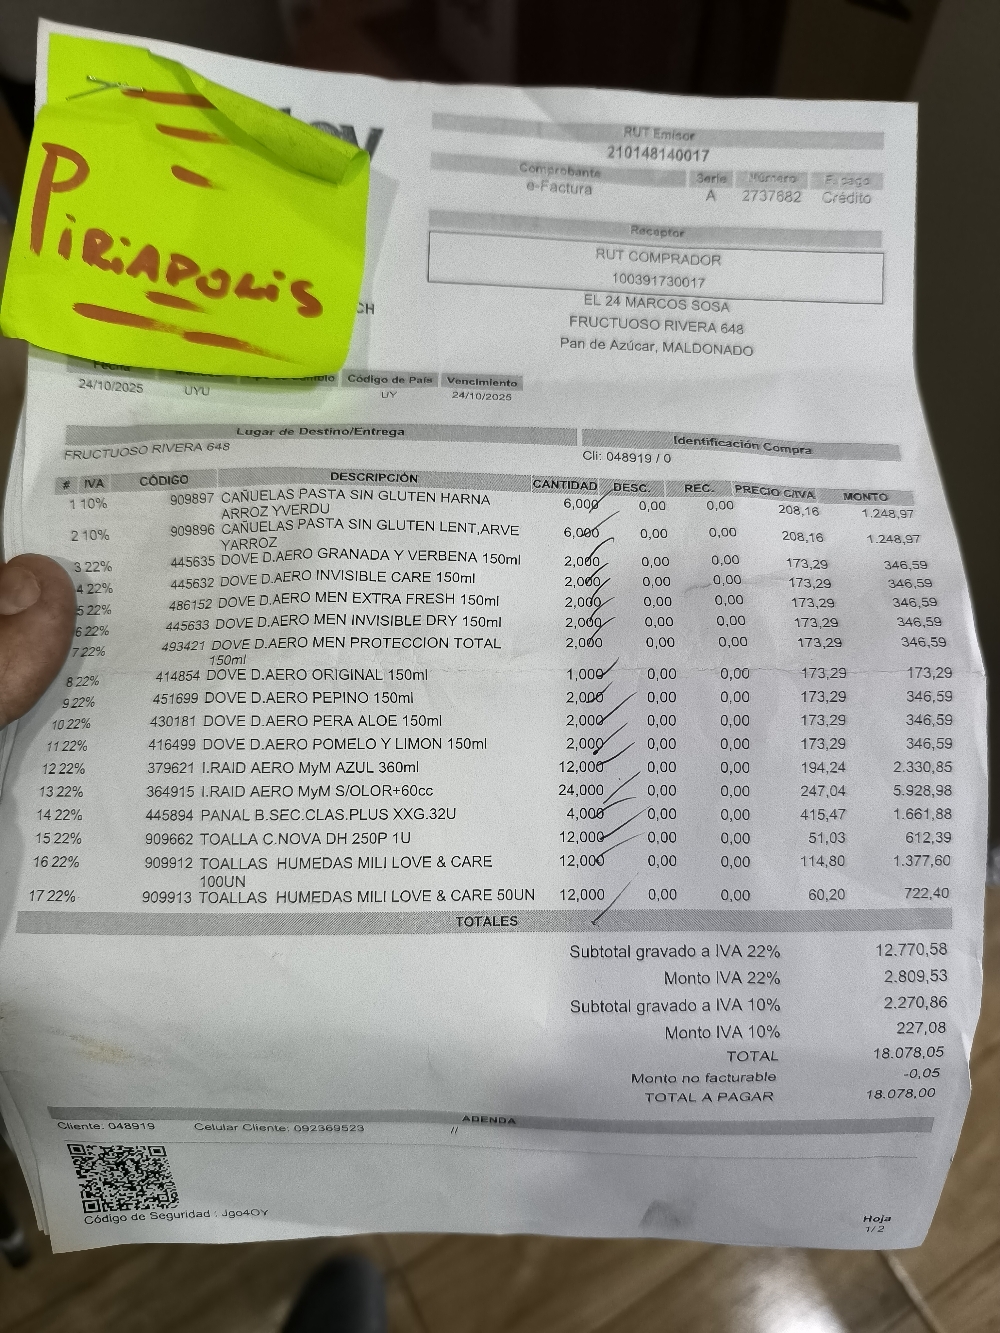 PiRiAPOLiS
RUT Emisor
210148140017
Comprobante Serie Número F. pago
e-Factura A 2737682 Crédito
Receptor
RUT COMPRADOR
100391730017
EL 24 MARCOS SOSA
FRUCTUOSO RIVERA 648
Pan de Azúcar, MALDONADO
CH
Fecha Código de País Vencimiento
24/10/2025 UYU UY 24/10/2025
Lugar de Destino/Entrega Identificación Compra
FRUCTUOSO RIVERA 648 Cli: 048919 / 0
# IVA CÓDIGO DESCRIPCIÓN CANTIDAD DESC. REC. PRECIO C/IVA MONTO
1 10% 909897 CAÑUELAS PASTA SIN GLUTEN HARNA 6,000 0,00 0,00 208,16 1.248,97
ARROZ YVERDU
2 10% 909896 CAÑUELAS PASTA SIN GLUTEN LENT,ARVE 6,000 0,00 0,00 208,16 1.248,97
YARROZ
3 22% 445635 DOVE D.AERO GRANADA Y VERBENA 150ml 2,000 0,00 0,00 173,29 346,59
4 22% 445632 DOVE D.AERO INVISIBLE CARE 150ml 2,000 0,00 0,00 173,29 346,59
5 22% 486152 DOVE D.AERO MEN EXTRA FRESH 150ml 2,000 0,00 0,00 173,29 346,59
6 22% 445633 DOVE D.AERO MEN INVISIBLE DRY 150ml 2,000 0,00 0,00 173,29 346,59
7 22% 493421 DOVE D.AERO MEN PROTECCION TOTAL 2,000 0,00 0,00 173,29 346,59
150ml
8 22% 414854 DOVE D.AERO ORIGINAL 150ml 1,000 0,00 0,00 173,29 173,29
9 22% 451699 DOVE D.AERO PEPINO 150ml 2,000 0,00 0,00 173,29 346,59
10 22% 430181 DOVE D.AERO PERA ALOE 150ml 2,000 0,00 0,00 173,29 346,59
11 22% 416499 DOVE D.AERO POMELO Y LIMON 150ml 2,000 0,00 0,00 173,29 346,59
12 22% 379621 I.RAID AERO MyM AZUL 360ml 12,000 0,00 0,00 194,24 2.330,85
13 22% 364915 I.RAID AERO MyM S/OLOR+60cc 24,000 0,00 0,00 247,04 5.928,98
14 22% 445894 PANAL B.SEC.CLAS.PLUS XXG.32U 4,000 0,00 0,00 415,47 1.661,88
15 22% 909662 TOALLA C.NOVA DH 250P 1U 12,000 0,00 0,00 51,03 612,39
16 22% 909912 TOALLAS HUMEDAS MILI LOVE & CARE 12,000 0,00 0,00 114,80 1.377,60
100UN
17 22% 909913 TOALLAS HUMEDAS MILI LOVE & CARE 50UN 12,000 0,00 0,00 60,20 722,40
TOTALES
Subtotal gravado a IVA 22% 12.770,58
Monto IVA 22% 2.809,53
Subtotal gravado a IVA 10% 2.270,86
Monto IVA 10% 227,08
TOTAL 18.078,05
Monto no facturable -0,05
TOTAL A PAGAR 18.078,00
ADENDA
Cliente: 048919 Celular Cliente: 092369523 //
Código de Seguridad : Jgo4OY
Hoja
1/2